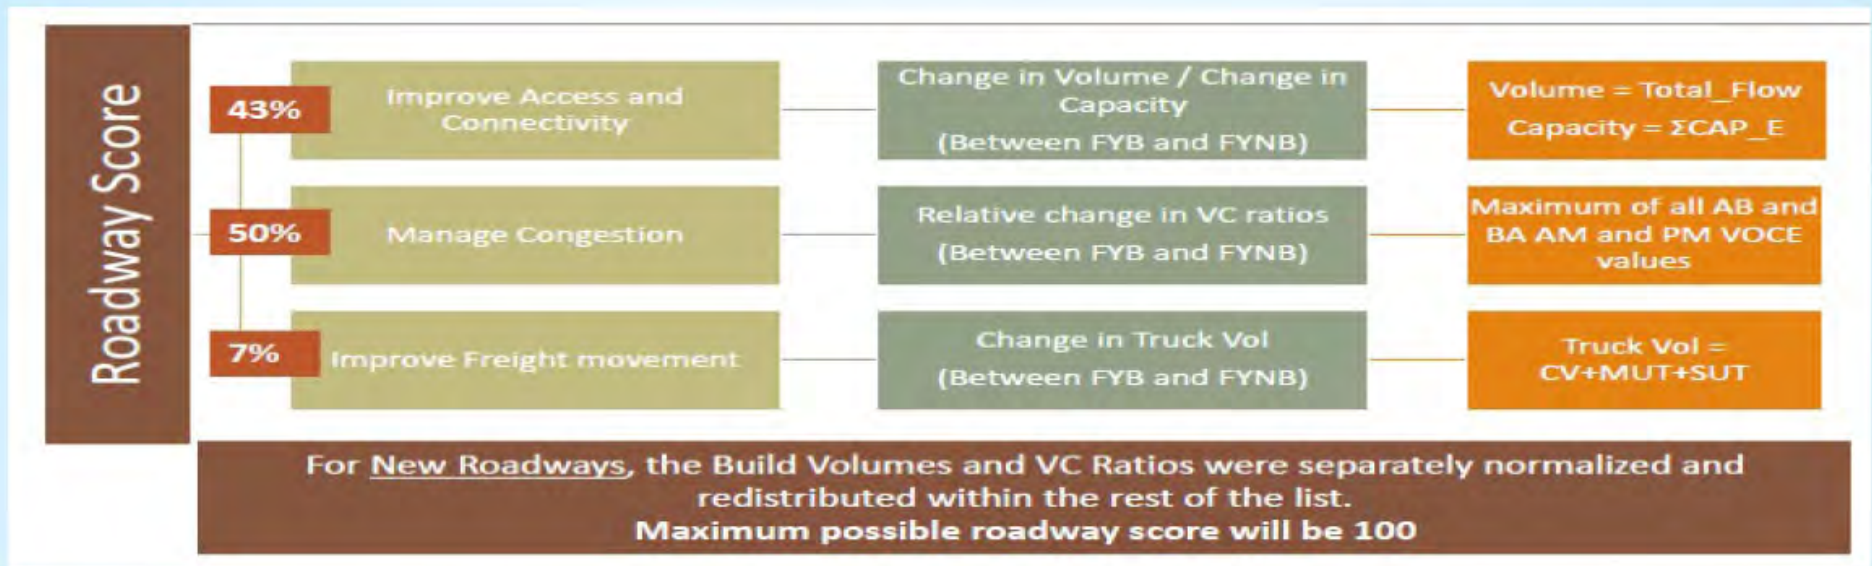 Roadway Score
43%
Improve Access and
Connectivity
Change in Volume / Change in
Capacity
(Between FYB and FYNB)
Volume = Total_Flow
Capacity = ΣCAP_E
50%
Manage Congestion
Relative change in VC ratios
(Between FYB and FYNB)
Maximum of all AB and
BA AM and PM VOCE
values
7%
Improve Freight movement
Change in Truck Vol
(Between FYB and FYNB)
Truck Vol =
CV+MUT+SUT
For New Roadways, the Build Volumes and VC Ratios were separately normalized and
redistributed within the rest of the list.
Maximum possible roadway score will be 100